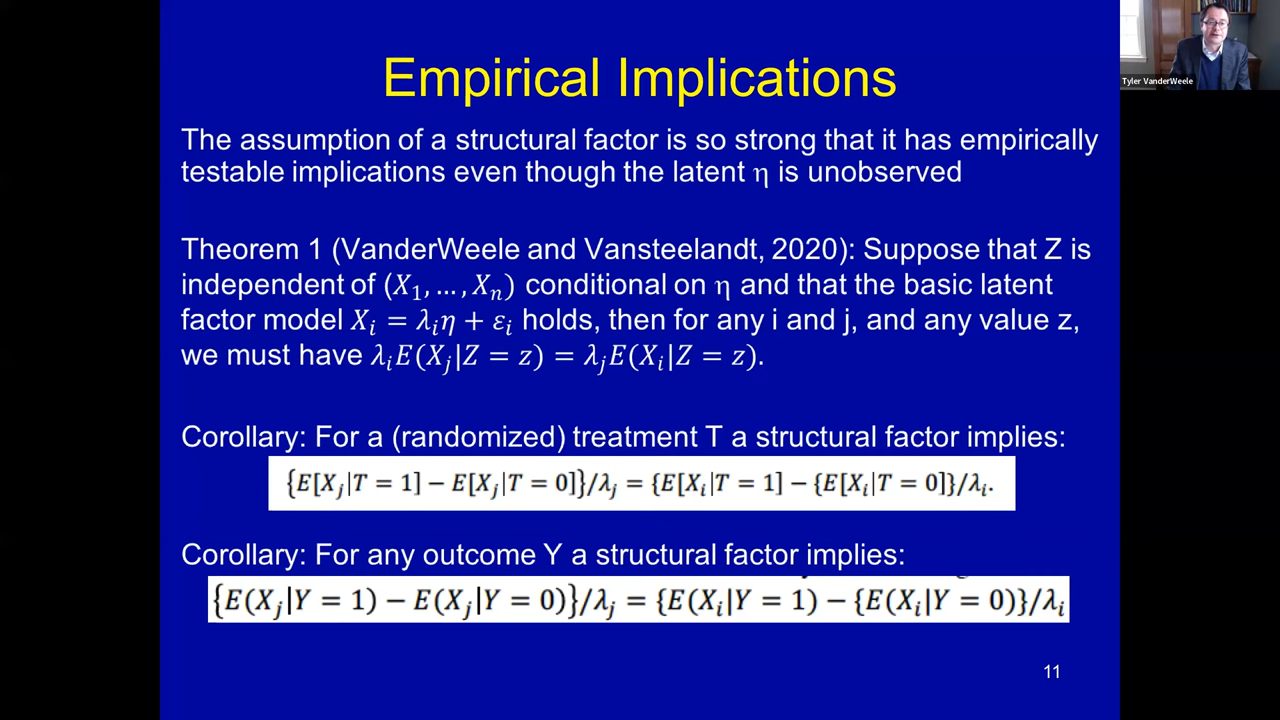 Empirical Implications
Tyler VanderWeele
The assumption of a structural factor is so strong that it has empirically
testable implications even though the latent η is unobserved
Theorem 1 (VanderWeele and Vansteelandt, 2020): Suppose that Z is
independent of (X₁, … , Xₙ) conditional on η and that the basic latent
factor model Xᵢ = λᵢη + εᵢ holds, then for any i and j, and any value z,
we must have λᵢE(Xⱼ|Z = z) = λⱼE(Xᵢ|Z = z).
Corollary: For a (randomized) treatment T a structural factor implies:
{E[Xⱼ|T = 1] − E[Xⱼ|T = 0]}/λⱼ = {E[Xᵢ|T = 1] − {E[Xᵢ|T = 0]}/λᵢ.
Corollary: For any outcome Y a structural factor implies:
{E(Xⱼ|Y = 1) − E(Xⱼ|Y = 0)}/λⱼ = {E(Xᵢ|Y = 1) − {E(Xᵢ|Y = 0)}/λᵢ
11